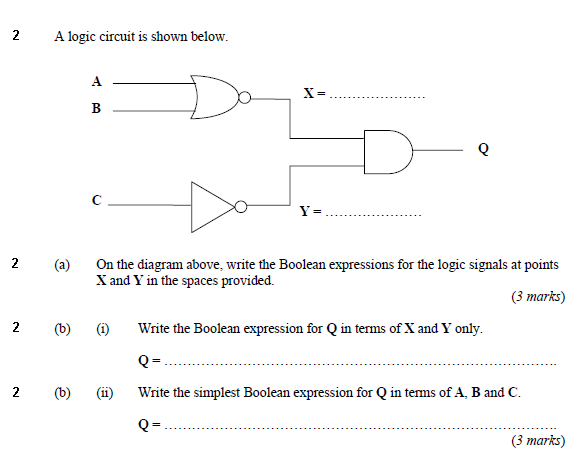 2 A logic circuit is shown below.
A
X = ........................
B
Q
C
Y = ........................
2 (a) On the diagram above, write the Boolean expressions for the logic signals at points
X and Y in the spaces provided.
(3 marks)
2 (b) (i) Write the Boolean expression for Q in terms of X and Y only.
Q = ....................................................................................................
2 (b) (ii) Write the simplest Boolean expression for Q in terms of A, B and C.
Q = ....................................................................................................
(3 marks)